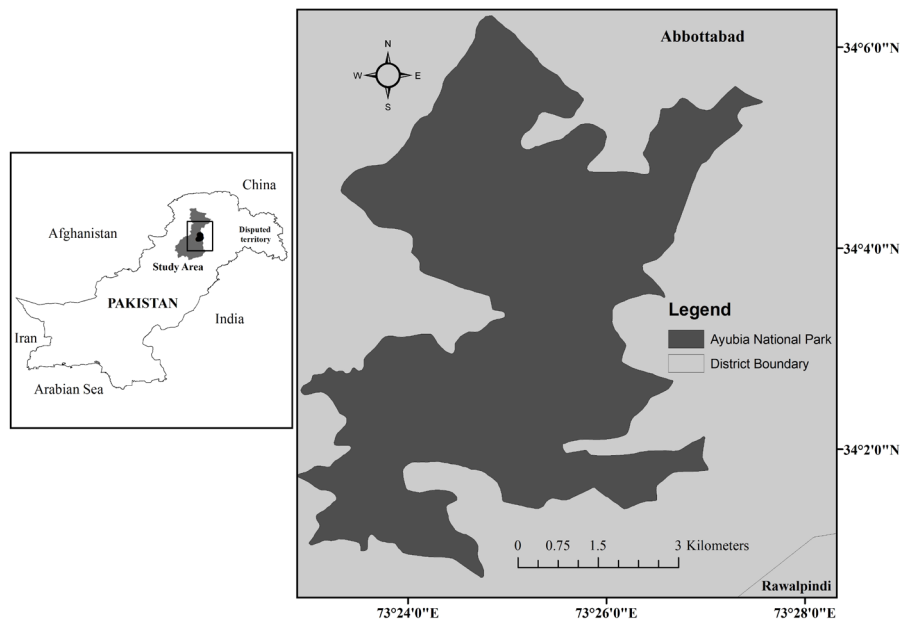 China
Afghanistan
Disputed
territory
Study Area
PAKISTAN
India
Iran
Arabian Sea
Abbottabad
N
W
E
S
34°6'0"N
34°4'0"N
34°2'0"N
Legend
Ayubia National Park
District Boundary
0 0.75 1.5 3 Kilometers
Rawalpindi
73°24'0"E
73°26'0"E
73°28'0"E